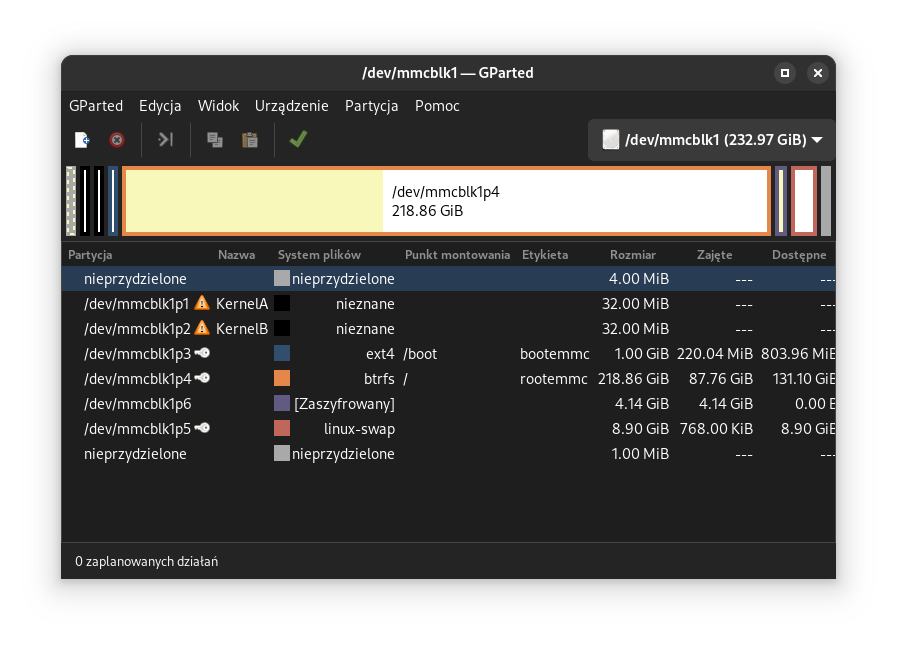 /dev/mmcblk1 — GParted
GParted Edycja Widok Urządzenie Partycja Pomoc
/dev/mmcblk1 (232.97 GiB)
/dev/mmcblk1p4
218.86 GiB
Partycja Nazwa System plików Punkt montowania Etykieta Rozmiar Zajęte Dostępne
nieprzydzielone nieprzydzielone 4.00 MiB --- ---
/dev/mmcblk1p1 KernelA nieznane 32.00 MiB --- ---
/dev/mmcblk1p2 KernelB nieznane 32.00 MiB --- ---
/dev/mmcblk1p3 ext4 /boot bootemmc 1.00 GiB 220.04 MiB 803.96 MiB
/dev/mmcblk1p4 btrfs / rootemmc 218.86 GiB 87.76 GiB 131.10 GiB
/dev/mmcblk1p6 [Zaszyfrowany] 4.14 GiB 4.14 GiB 0.00 B
/dev/mmcblk1p5 linux-swap 8.90 GiB 768.00 KiB 8.90 GiB
nieprzydzielone nieprzydzielone 1.00 MiB --- ---
0 zaplanowanych działań